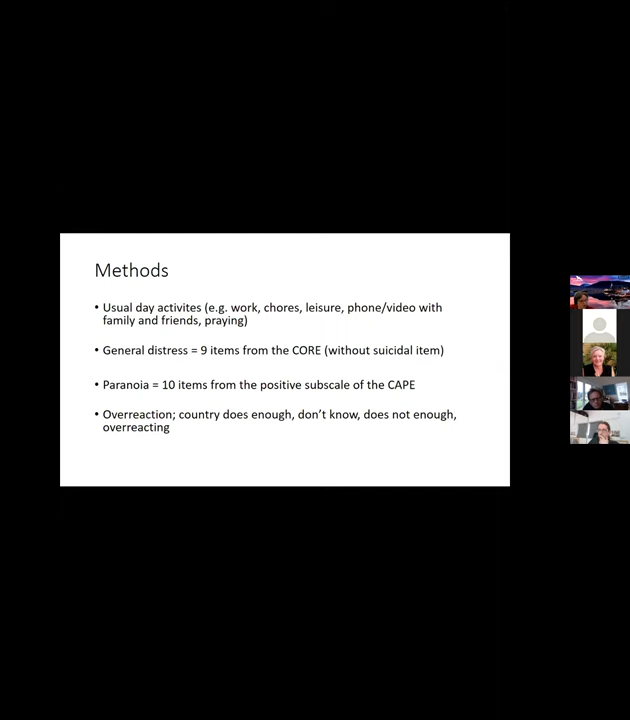 Methods
• Usual day activites (e.g. work, chores, leisure, phone/video with
family and friends, praying)
• General distress = 9 items from the CORE (without suicidal item)
• Paranoia = 10 items from the positive subscale of the CAPE
• Overreaction; country does enough, don't know, does not enough,
overreacting